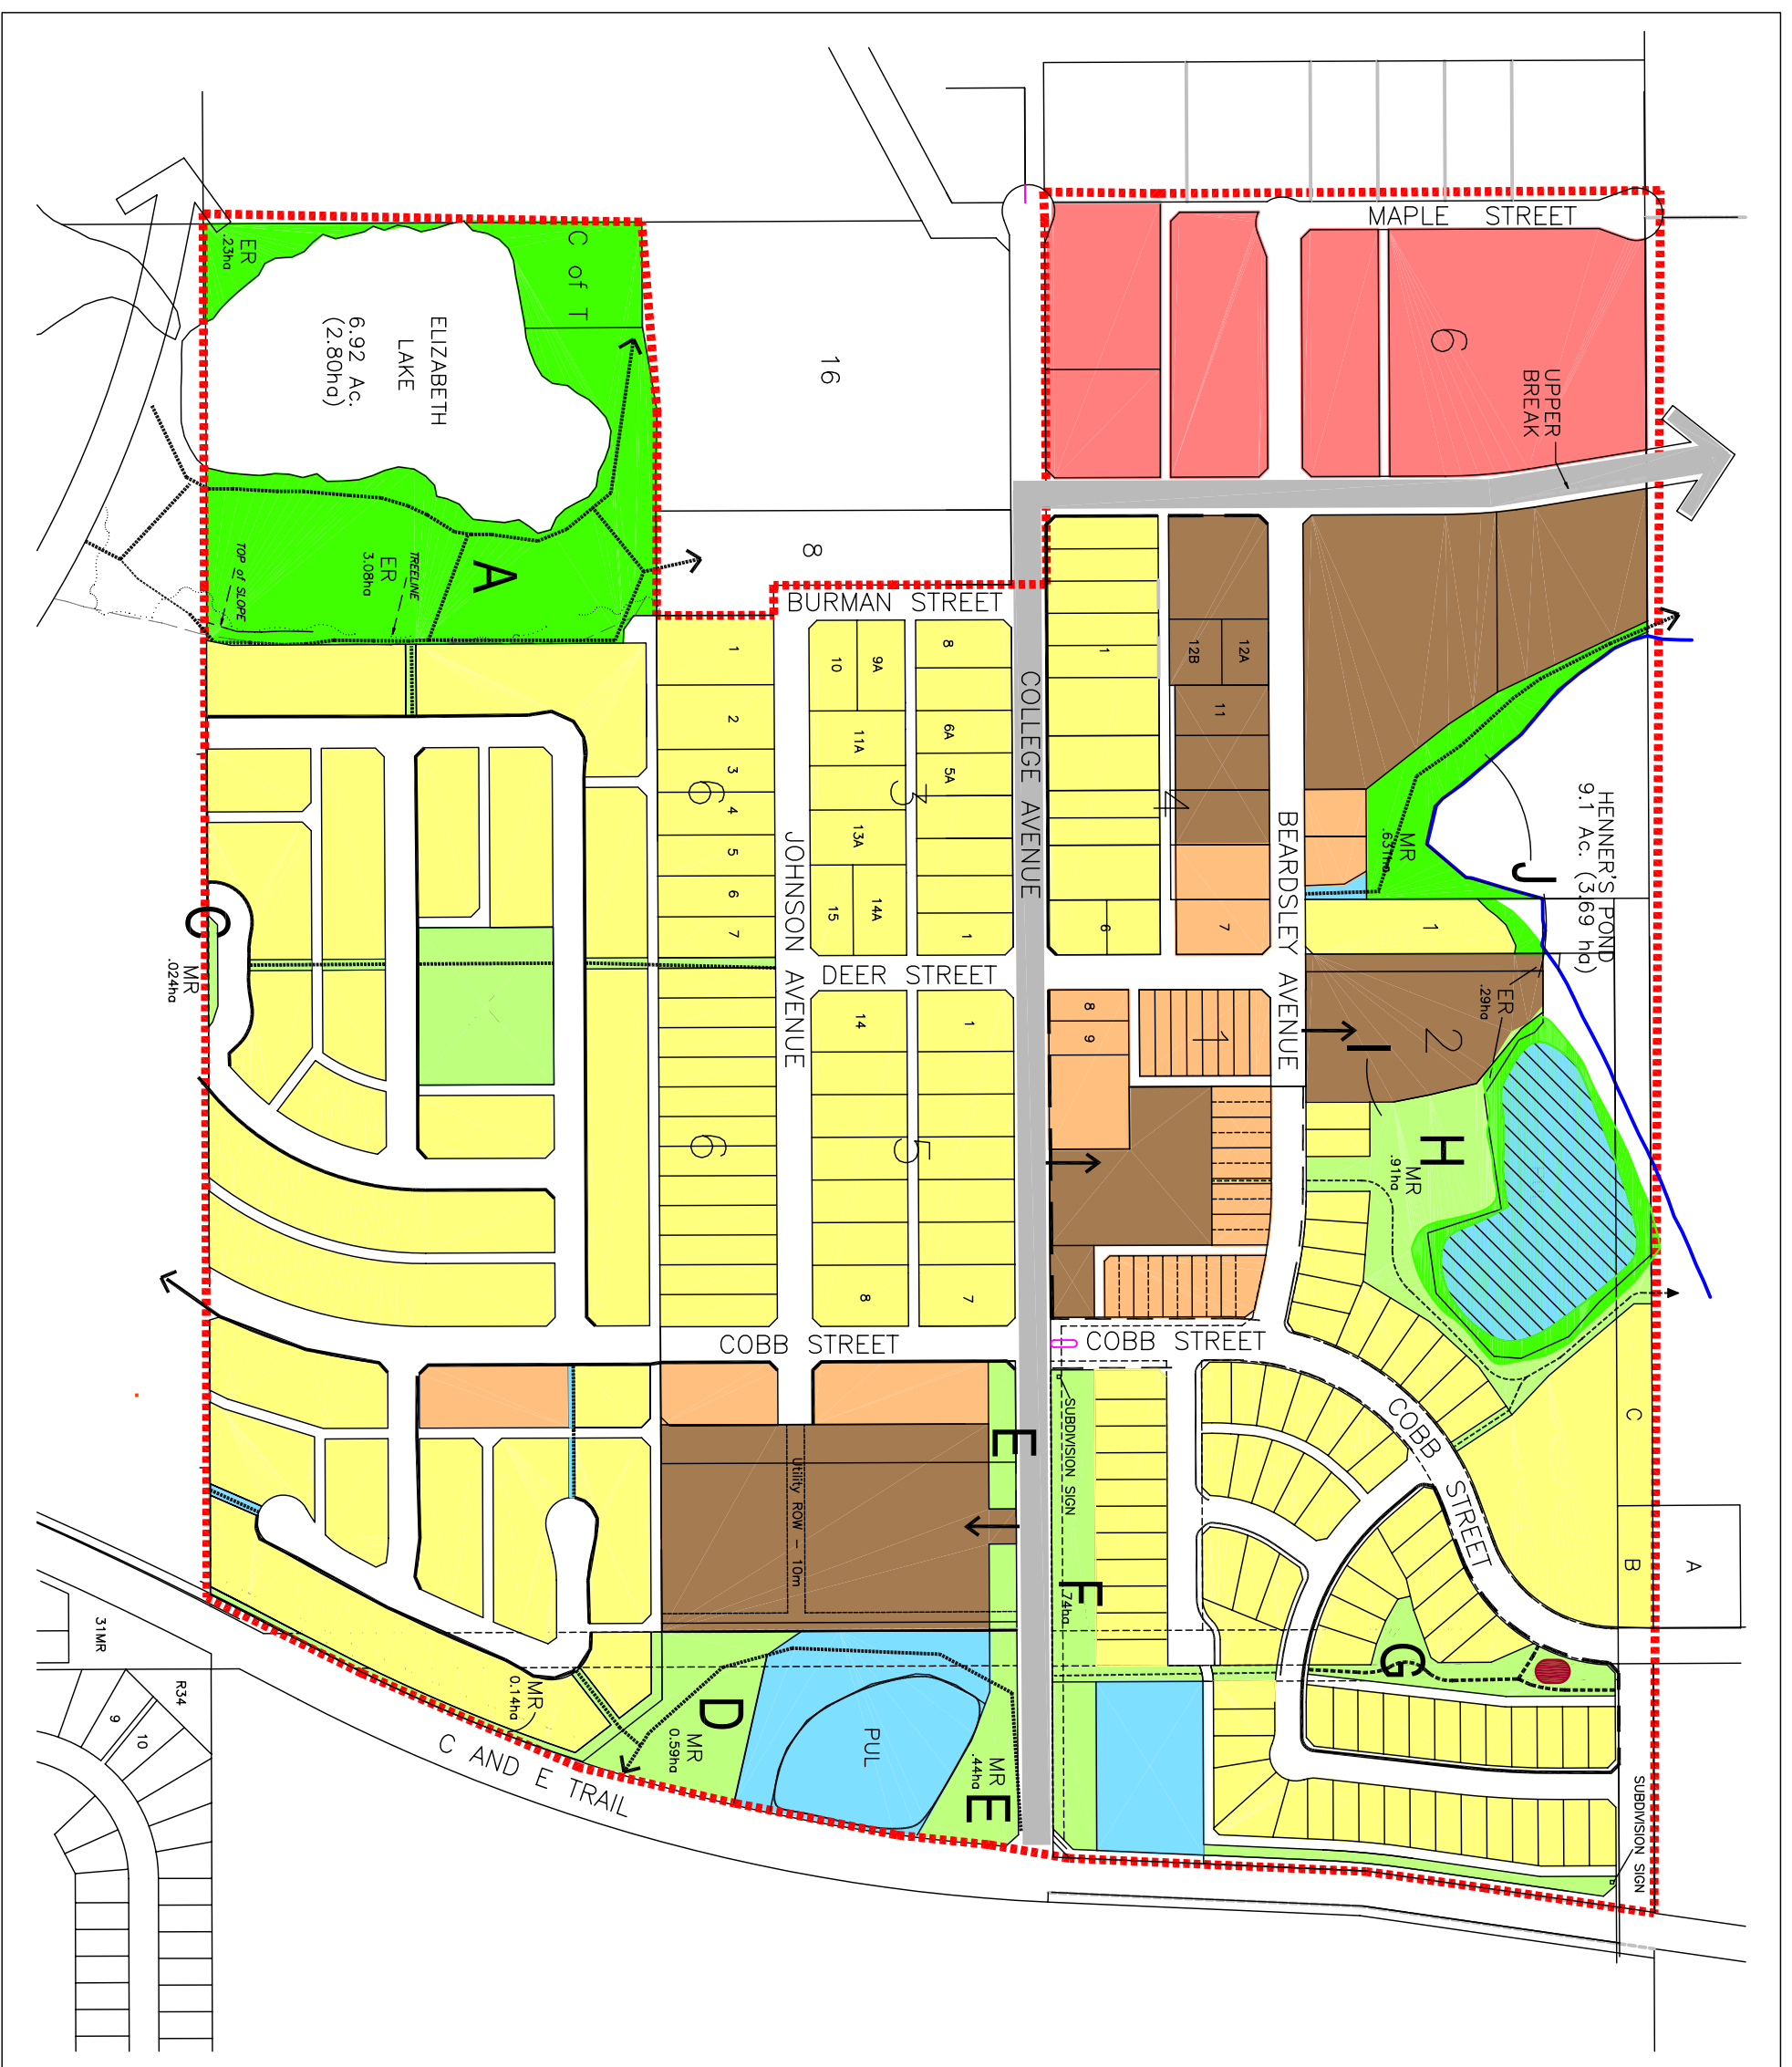 MAPLE STREET
6
UPPER
BREAK
C of T
ER
.23ha
ELIZABETH
LAKE
6.92 Ac.
(2.80ha)
16
8
A
TREELINE
ER
3.08ha
TOP of SLOPE
BURMAN STREET
COLLEGE AVENUE
JOHNSON AVENUE
BEARDSLEY AVENUE
DEER STREET
HENNER'S POND
9.1 Ac. (3.69 ha)
J
MR
.631ha
1
2
3
4
5
6
7
6
10
9A
11A
13A
15
14A
8
6A
5A
1
3
1
6
4
12B
12A
11
7
1
C
MR
.024ha
14
8
1
7
5
6
8
9
1
2
I
ER
.29ha
H
MR
.91ha
COBB STREET
COBB STREET
COBB STREET
SUBDIVISION SIGN
E
F
.74ha
Utility ROW - 10m
C
B
A
G
D
MR
0.59ha
MR
0.14ha
PUL
MR
.44ha
E
SUBDIVISION SIGN
C AND E TRAIL
31MR
R34
9
10